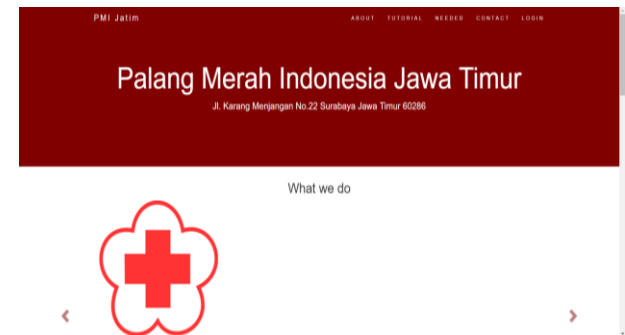 PMI Jatim
ABOUT TUTORIAL NEEDED CONTACT LOGIN
Palang Merah Indonesia Jawa Timur
Jl. Karang Menjangan No.22 Surabaya Jawa Timur 60286
What we do